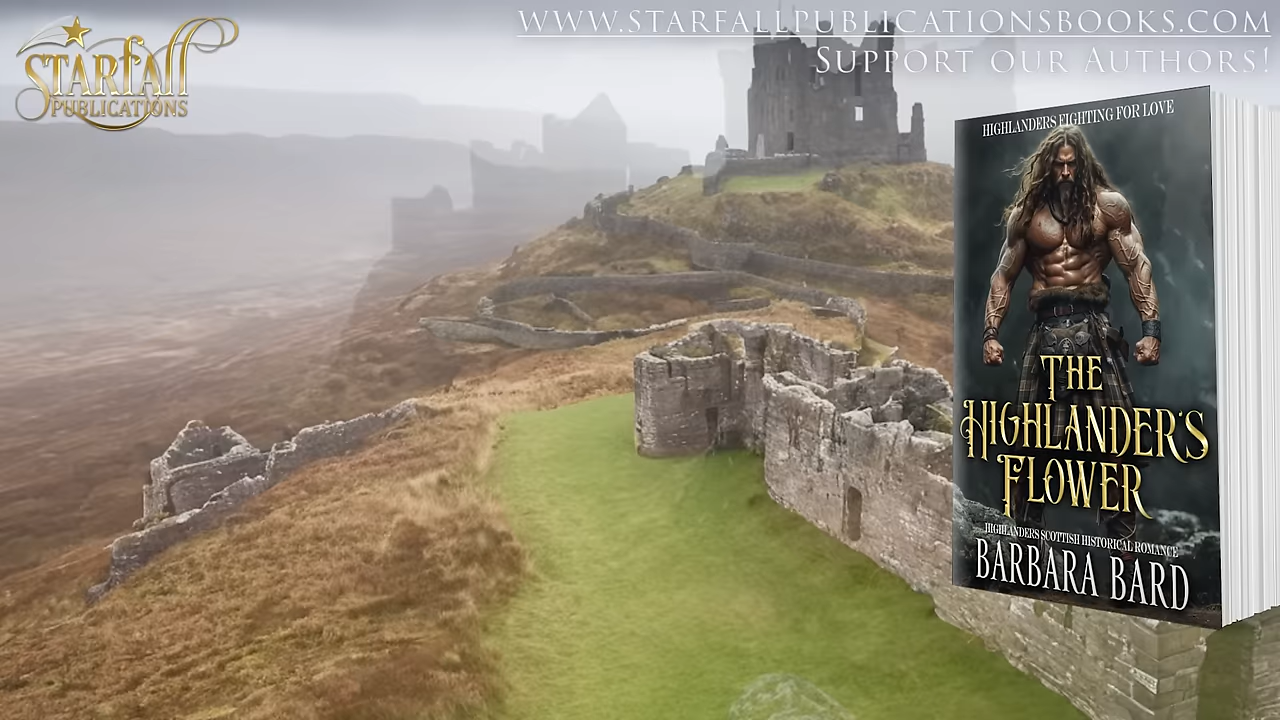 STARfall
PUBLICATIONS
WWW.STARFALLPUBLICATIONSBOOKS.COM
SUPPORT OUR AUTHORS!
HIGHLANDERS FIGHTING FOR LOVE
THE
HIGHLANDER'S
FLOWER
HIGHLANDERS SCOTTISH HISTORICAL ROMANCE
BARBARA BARD